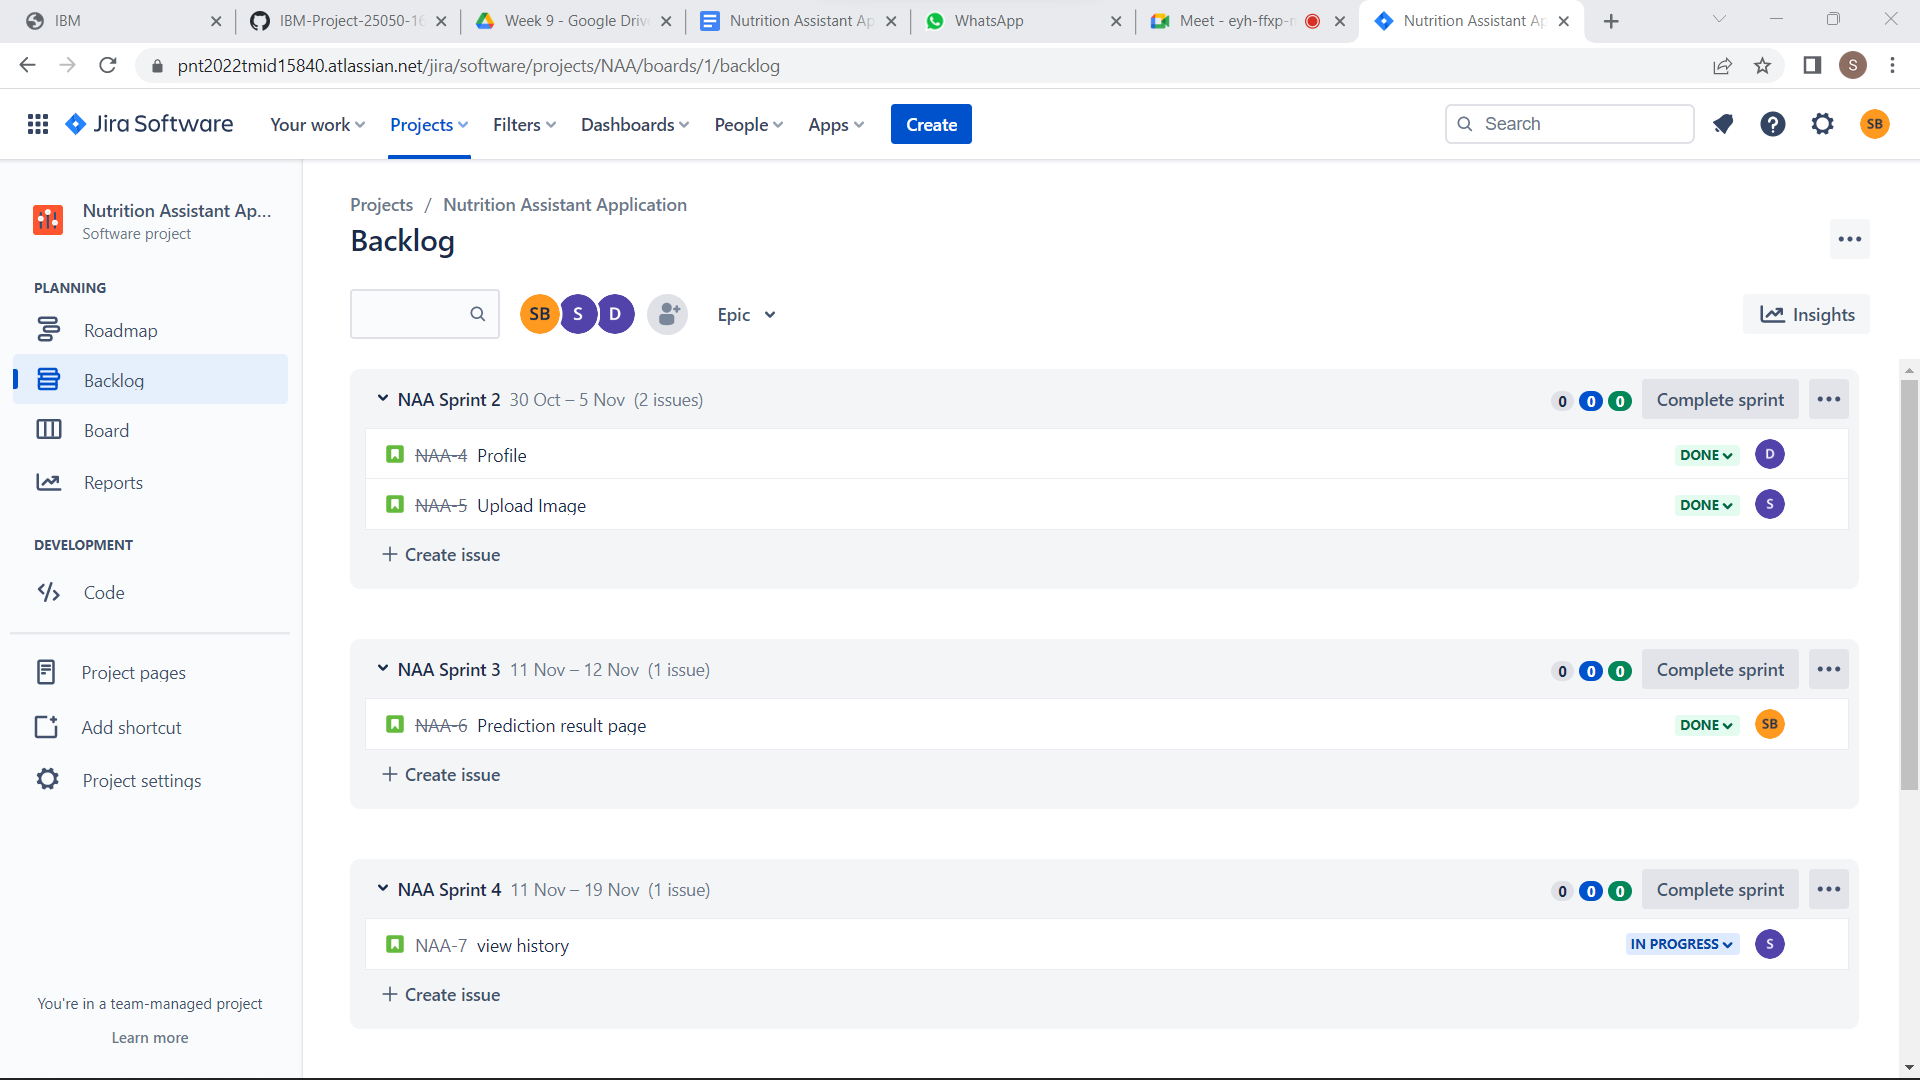 IBM
IBM-Project-25050-16
Week 9 - Google Drive
Nutrition Assistant Ap
WhatsApp
Meet - eyh-ffxp-
Nutrition Assistant Ap
pnt2022tmid15840.atlassian.net/jira/software/projects/NAA/boards/1/backlog
S
Jira Software
Your work
Projects
Filters
Dashboards
People
Apps
Create
Search
SB
Nutrition Assistant Ap...
Software project
PLANNING
Roadmap
Backlog
Board
Reports
DEVELOPMENT
Code
Project pages
Add shortcut
Project settings
You're in a team-managed project
Learn more
Projects / Nutrition Assistant Application
Backlog
SB S D
Epic
Insights
NAA Sprint 2 30 Oct – 5 Nov (2 issues)
0 0 0 Complete sprint
NAA-4 Profile DONE D
NAA-5 Upload Image DONE S
+ Create issue
NAA Sprint 3 11 Nov – 12 Nov (1 issue)
0 0 0 Complete sprint
NAA-6 Prediction result page DONE SB
+ Create issue
NAA Sprint 4 11 Nov – 19 Nov (1 issue)
0 0 0 Complete sprint
NAA-7 view history IN PROGRESS S
+ Create issue